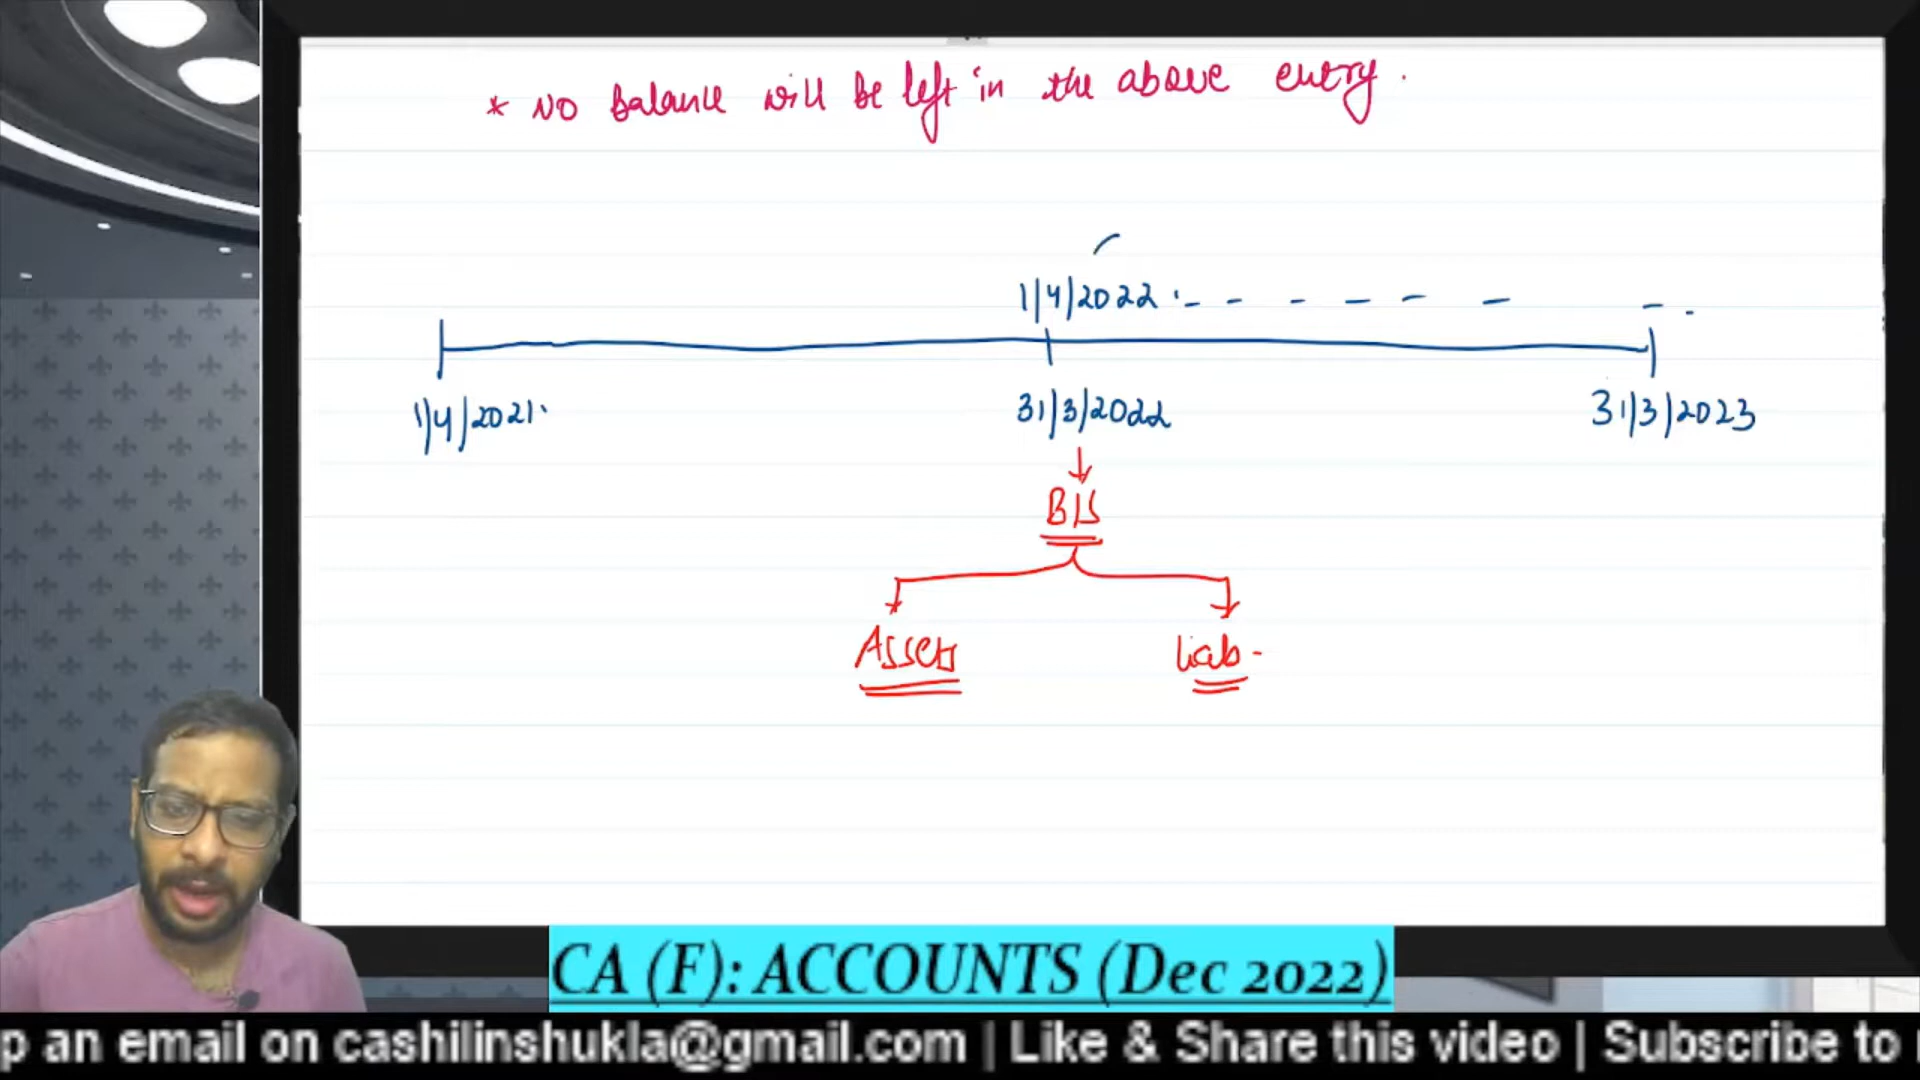 * No balance will be left in the above entry.
1/4/2022
1/4/2021
31/3/2022
31/3/2023
B/S
Assets
Liab.
CA (F): ACCOUNTS (Dec 2022)
p an email on cashilinshukla@gmail.com | Like & Share this video | Subscribe to